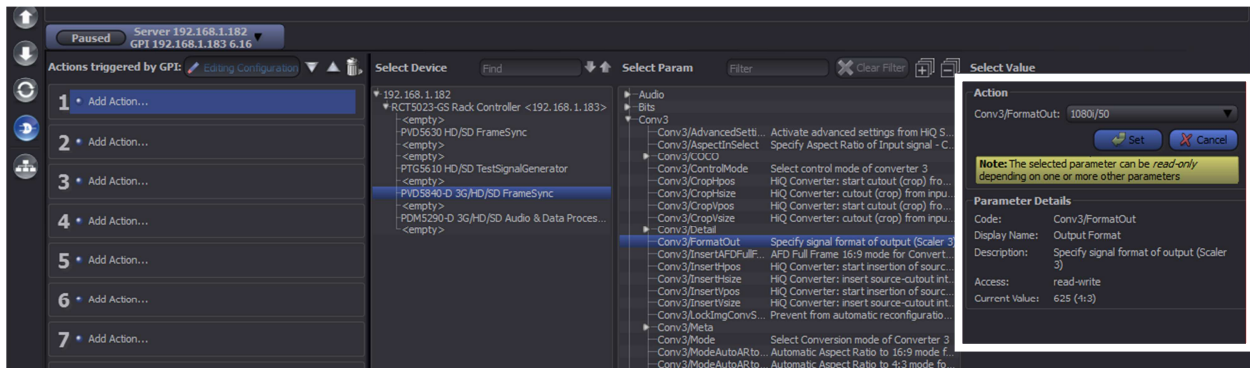 Paused
Server 192.168.1.182
GPI 192.168.1.183 6.16
Actions triggered by GPI: Editing Configuration
Select Device Find
Select Param Filter Clear Filter
Select Value
1 Add Action...
2 Add Action...
3 Add Action...
4 Add Action...
5 Add Action...
6 Add Action...
7 Add Action...
192.168.1.182
RCT5023-GS Rack Controller <192.168.1.183>
<empty>
PVD5630 HD/SD FrameSync
<empty>
<empty>
PTG5610 HD/SD TestSignalGenerator
<empty>
PVD5840-D 3G/HD/SD FrameSync
<empty>
PDM5290-D 3G/HD/SD Audio & Data Proces...
<empty>
Audio
Bits
Conv3
Conv3/AdvancedSetti... Activate advanced settings from HiQ S...
Conv3/AspectInSelect Specify Aspect Ratio of Input signal - C...
Conv3/COCO
Conv3/ControlMode Select control mode of converter 3
Conv3/CropHpos HiQ Converter: start cutout (crop) fro...
Conv3/CropHsize HiQ Converter: cutout (crop) from inpu...
Conv3/CropVpos HiQ Converter: start cutout (crop) fro...
Conv3/CropVsize HiQ Converter: cutout (crop) from inpu...
Conv3/Detail
Conv3/FormatOut Specify signal format of output (Scaler 3)
Conv3/InsertAFDFullF... AFD Full Frame 16:9 mode for Convert...
Conv3/InsertHpos HiQ Converter: start insertion of sourc...
Conv3/InsertHsize HiQ Converter: insert source-cutout int...
Conv3/InsertVpos HiQ Converter: start insertion of sourc...
Conv3/InsertVsize HiQ Converter: insert source-cutout int...
Conv3/LockImgConvS... Prevent from automatic reconfiguratio...
Conv3/Meta
Conv3/Mode Select Conversion mode of Converter 3
Conv3/ModeAutoARto... Automatic Aspect Ratio to 16:9 mode f...
Conv3/ModeAutoARto... Automatic Aspect Ratio to 4:3 mode fo...
Action
Conv3/FormatOut: 1080i/50
Set Cancel
Note: The selected parameter can be read-only
depending on one or more other parameters
Parameter Details
Code: Conv3/FormatOut
Display Name: Output Format
Description: Specify signal format of output (Scaler
3)
Access: read-write
Current Value: 625 (4:3)